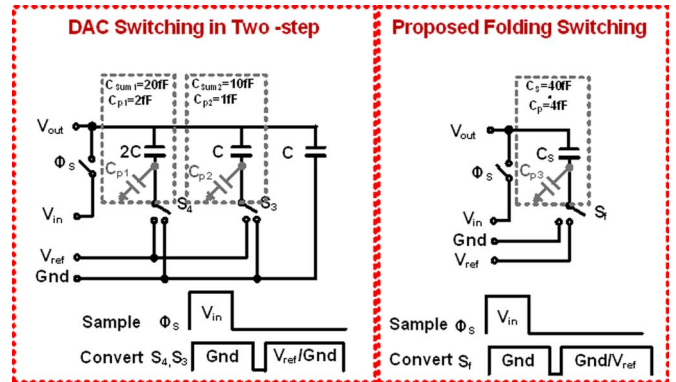 DAC Switching in Two -step
Csum1=20fF
Cp1=2fF
Csum2=10fF
Cp2=1fF
Vout
2C
C
C
Φs
Cp1
Cp2
S4
S3
Vin
Vref
Gnd
Sample Φs Vin
Convert S4,S3 Gnd Vref/Gnd
Proposed Folding Switching
Cs=40fF
Cp=4fF
Vout
Cs
Φs
Cp3
Vin
Sf
Gnd
Vref
Sample Φs Vin
Convert Sf Gnd Gnd/Vref